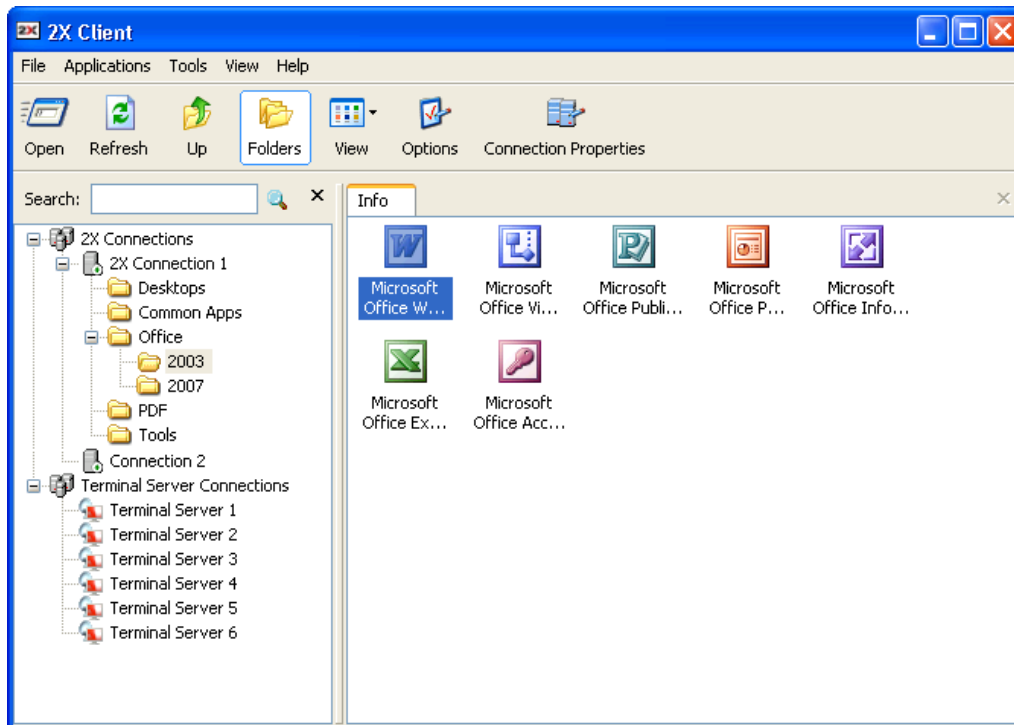 2X 2X Client
File Applications Tools View Help
Open Refresh Up Folders View Options Connection Properties
Search:
Info
2X Connections
2X Connection 1
Desktops
Common Apps
Office
2003
2007
PDF
Tools
Connection 2
Terminal Server Connections
Terminal Server 1
Terminal Server 2
Terminal Server 3
Terminal Server 4
Terminal Server 5
Terminal Server 6
W
Microsoft
Office W...
Microsoft
Office Vi...
P
Microsoft
Office Publi...
Microsoft
Office P...
Microsoft
Office Info...
X
Microsoft
Office Ex...
Microsoft
Office Acc...